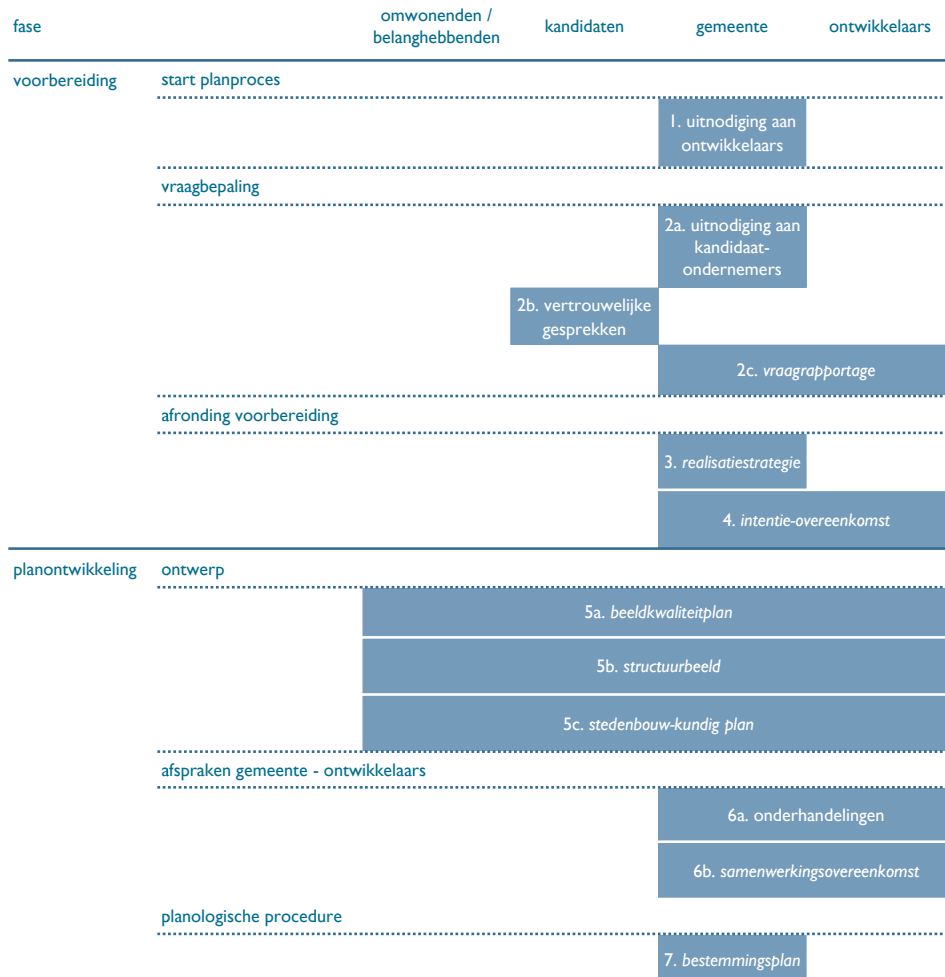 fase
omwonenden /
belanghebbenden
kandidaten
gemeente
ontwikkelaars
voorbereiding
start planproces
1. uitnodiging aan
ontwikkelaars
vraagbepaling
2a. uitnodiging aan
kandidaat-
ondernemers
2b. vertrouwelijke
gesprekken
2c. vraagrapportage
afronding voorbereiding
3. realisatiestrategie
4. intentie-overeenkomst
planontwikkeling
ontwerp
5a. beeldkwaliteitplan
5b. structuurbeeld
5c. stedenbouw-kundig plan
afspraken gemeente - ontwikkelaars
6a. onderhandelingen
6b. samenwerkingsovereenkomst
planologische procedure
7. bestemmingsplan